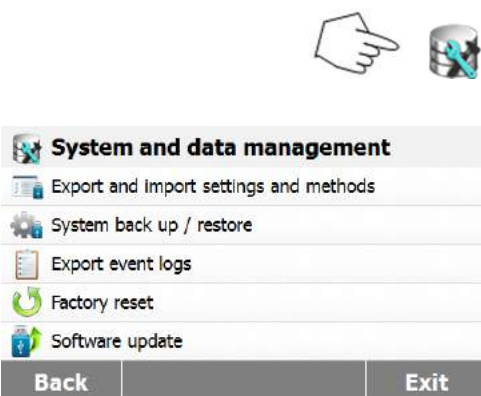 System and data management
Export and import settings and methods
System back up / restore
Export event logs
Factory reset
Software update
Back
Exit